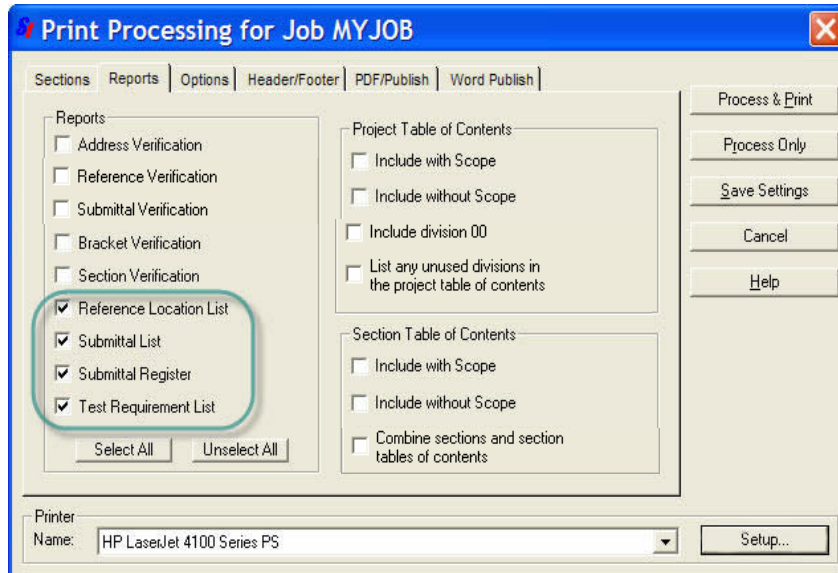 Print Processing for Job MYJOB
Sections
Reports
Options
Header/Footer
PDF/Publish
Word Publish
Reports
Address Verification
Reference Verification
Submittal Verification
Bracket Verification
Section Verification
Reference Location List
Submittal List
Submittal Register
Test Requirement List
Select All
Unselect All
Project Table of Contents
Include with Scope
Include without Scope
Include division 00
List any unused divisions in
the project table of contents
Section Table of Contents
Include with Scope
Include without Scope
Combine sections and section
tables of contents
Process & Print
Process Only
Save Settings
Cancel
Help
Printer
Name:
HP LaserJet 4100 Series PS
Setup...